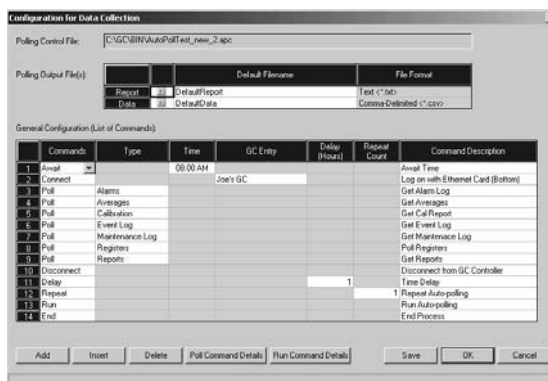 Configuration for Data Collection
Polling Control File: C:\GC\BIN\AutoPollTest_new_2.apc
Polling Output File(s):
Default Filename File Format
Report DefaultReport Text (*.txt)
Data DefaultData Comma-Delimited (*.csv)
General Configuration (List of Commands):
Commands Type Time GC Entry Delay (Hours) Repeat Count Command Description
1 Await 08:00 AM Await Time
2 Connect Joe's GC Log on with Ethernet Card (Bottom)
3 Poll Alarms Get Alarm Log
4 Poll Averages Get Averages
5 Poll Calibration Get Cal Report
6 Poll Event Log Get Event Log
7 Poll Maintenance Log Get Maintenace Log
8 Poll Registers Poll Registers
9 Poll Reports Get Reports
10 Disconnect Disconnect from GC Controller
11 Delay 1 Time Delay
12 Repeat 1 Repeat Auto-polling
13 Run Run Auto-polling
14 End End Process
Add Insert Delete Poll Command Details Run Command Details Save OK Cancel